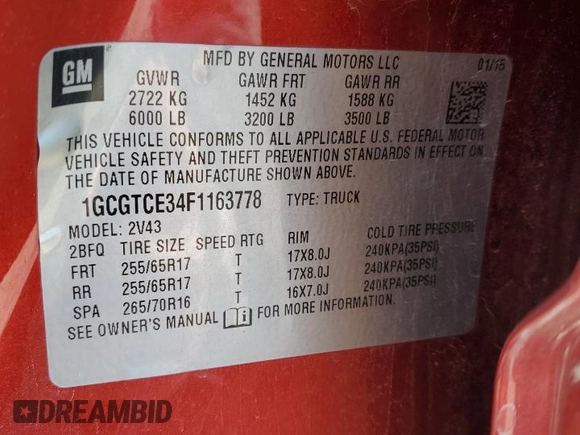 GM
MFD BY GENERAL MOTORS LLC 01/15
GVWR GAWR FRT GAWR RR
2722 KG 1452 KG 1588 KG
6000 LB 3200 LB 3500 LB
THIS VEHICLE CONFORMS TO ALL APPLICABLE U.S. FEDERAL MOTOR
VEHICLE SAFETY AND THEFT PREVENTION STANDARDS IN EFFECT ON
THE DATE OF MANUFACTURE SHOWN ABOVE.
1GCGTCE34F1163778 TYPE: TRUCK
MODEL: 2V43
2BFQ TIRE SIZE SPEED RTG RIM COLD TIRE PRESSURE
FRT 255/65R17 T 17X8.0J 240KPA(35PSI)
RR 255/65R17 T 17X8.0J 240KPA(35PSI)
SPA 265/70R16 T 16X7.0J 240KPA(35PSI)
SEE OWNER'S MANUAL i FOR MORE INFORMATION.
DREAMBID